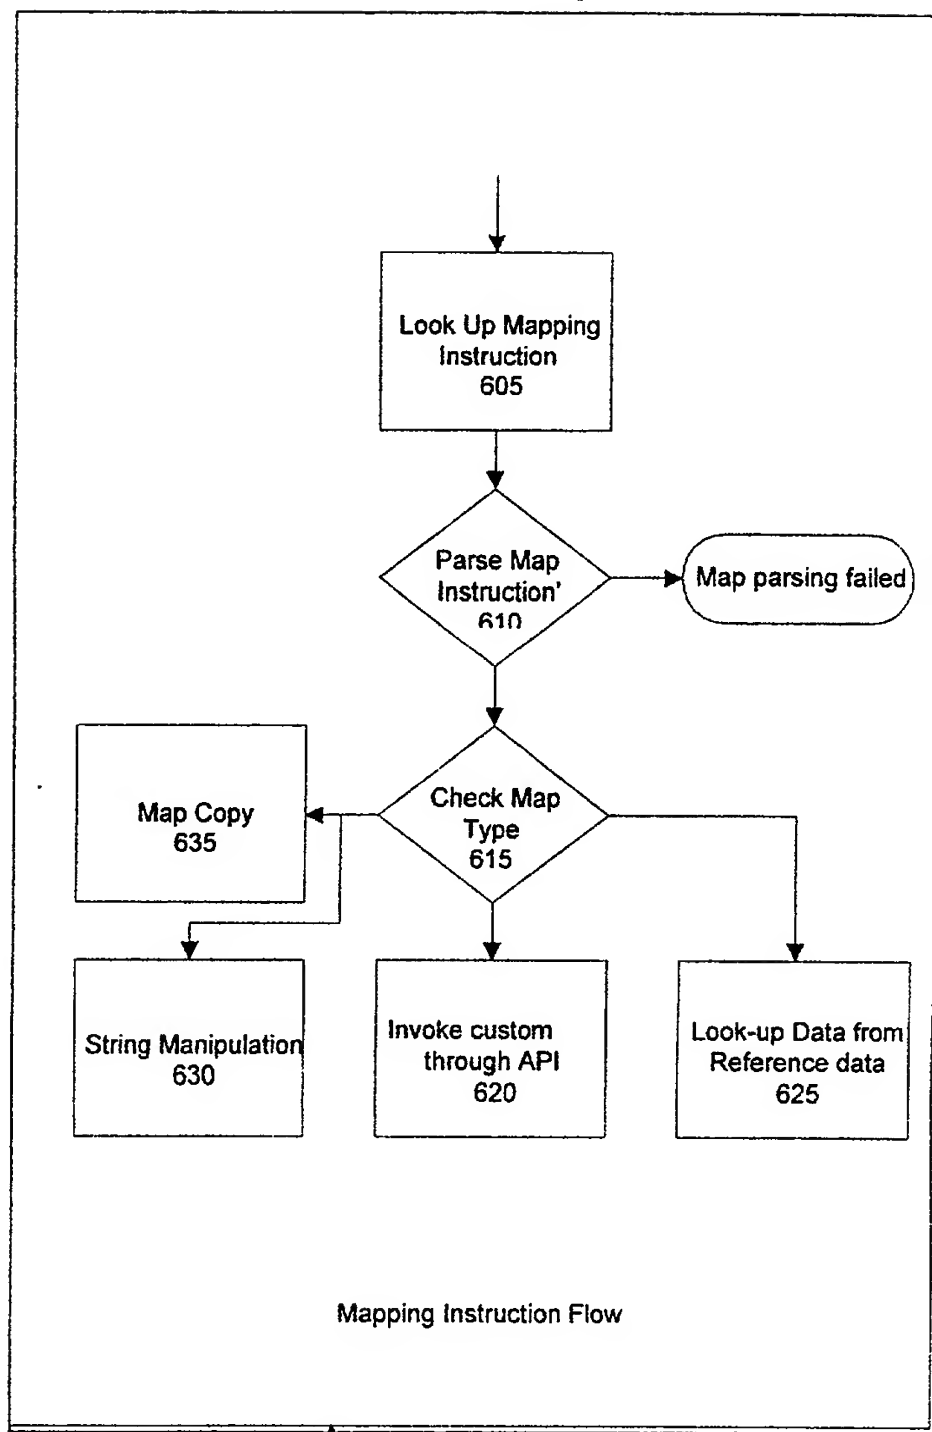 Look Up Mapping
Instruction
605
Parse Map
Instruction'
610
Map parsing failed
Check Map
Type
615
Map Copy
635
String Manipulation
630
Invoke custom
through API
620
Look-up Data from
Reference data
625
Mapping Instruction Flow